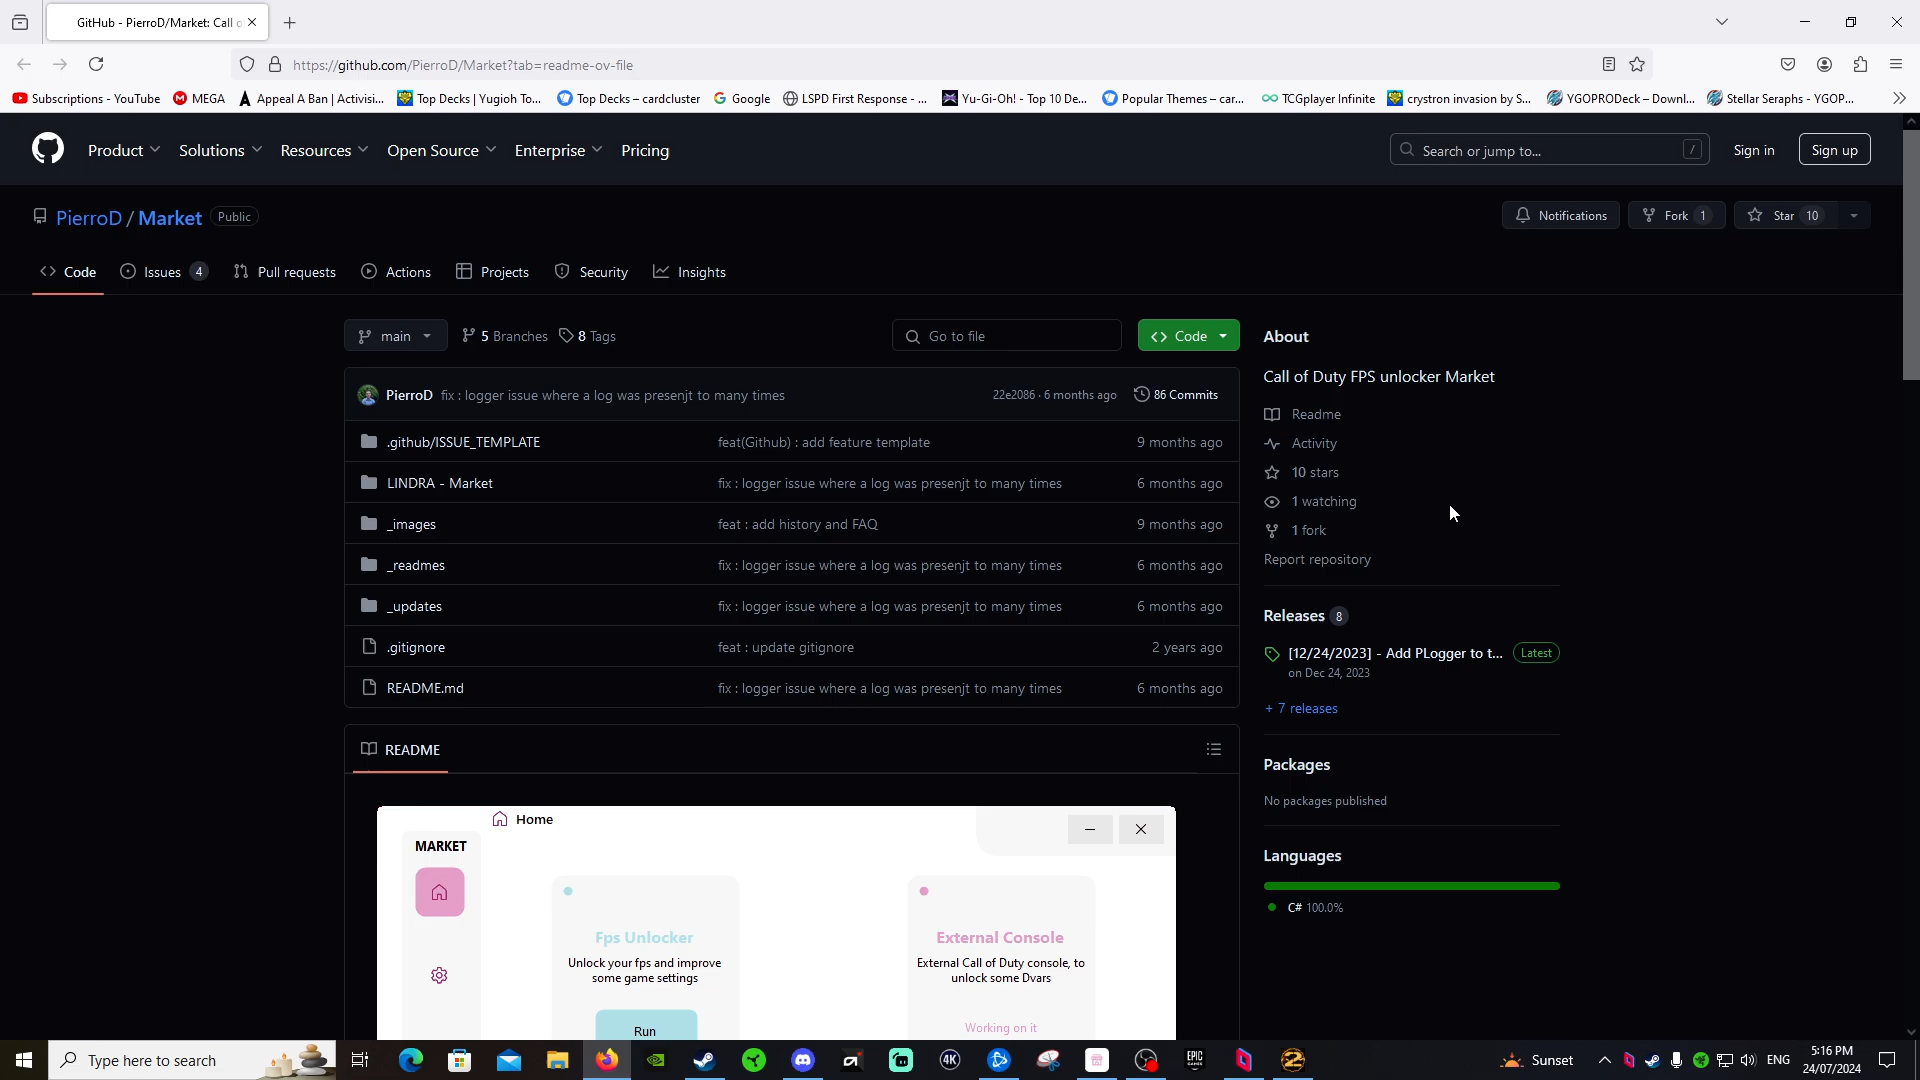 GitHub - PierroD/Market: Call o
https://github.com/PierroD/Market?tab=readme-ov-file
Subscriptions - YouTube
MEGA
Appeal A Ban | Activisi...
Top Decks | Yugioh To...
Top Decks – cardcluster
Google
LSPD First Response - ...
Yu-Gi-Oh! - Top 10 De...
Popular Themes – car...
TCGplayer Infinite
crystron invasion by S...
YGOPRODeck – Downl...
Stellar Seraphs - YGOP...
Product
Solutions
Resources
Open Source
Enterprise
Pricing
Search or jump to...
/
Sign in
Sign up
PierroD / Market
Public
Notifications
Fork 1
Star 10
Code
Issues 4
Pull requests
Actions
Projects
Security
Insights
main
5 Branches
8 Tags
Go to file
Code
PierroD fix : logger issue where a log was presenjt to many times 22e2086 · 6 months ago 86 Commits
.github/ISSUE_TEMPLATE feat(Github) : add feature template 9 months ago
LINDRA - Market fix : logger issue where a log was presenjt to many times 6 months ago
_images feat : add history and FAQ 9 months ago
_readmes fix : logger issue where a log was presenjt to many times 6 months ago
_updates fix : logger issue where a log was presenjt to many times 6 months ago
.gitignore feat : update gitignore 2 years ago
README.md fix : logger issue where a log was presenjt to many times 6 months ago
README
Home
MARKET
Fps Unlocker
Unlock your fps and improve
some game settings
Run
External Console
External Call of Duty console, to
unlock some Dvars
Working on it
About
Call of Duty FPS unlocker Market
Readme
Activity
10 stars
1 watching
1 fork
Report repository
Releases 8
[12/24/2023] - Add PLogger to t...
Latest
on Dec 24, 2023
+ 7 releases
Packages
No packages published
Languages
C# 100.0%
Type here to search
4K
EPIC
GAMES
Sunset
ENG
5:16 PM
24/07/2024